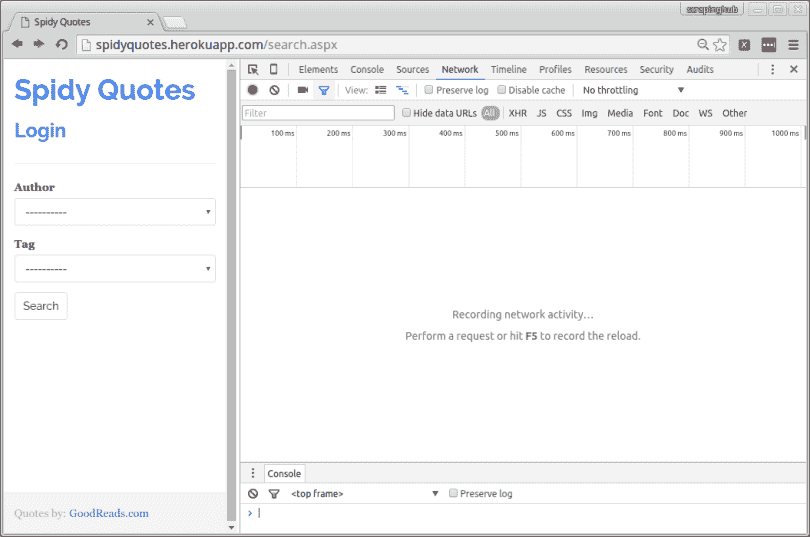 scrapinghub
Spidy Quotes
spidyquotes.herokuapp.com/search.aspx
Spidy Quotes
Login
Author
----------
Tag
----------
Search
Quotes by: GoodReads.com
Elements Console Sources Network Timeline Profiles Resources Security Audits
View: Preserve log Disable cache No throttling
Filter Hide data URLs All XHR JS CSS Img Media Font Doc WS Other
100 ms 200 ms 300 ms 400 ms 500 ms 600 ms 700 ms 800 ms 900 ms 1000 ms
Recording network activity…
Perform a request or hit F5 to record the reload.
Console
<top frame> Preserve log